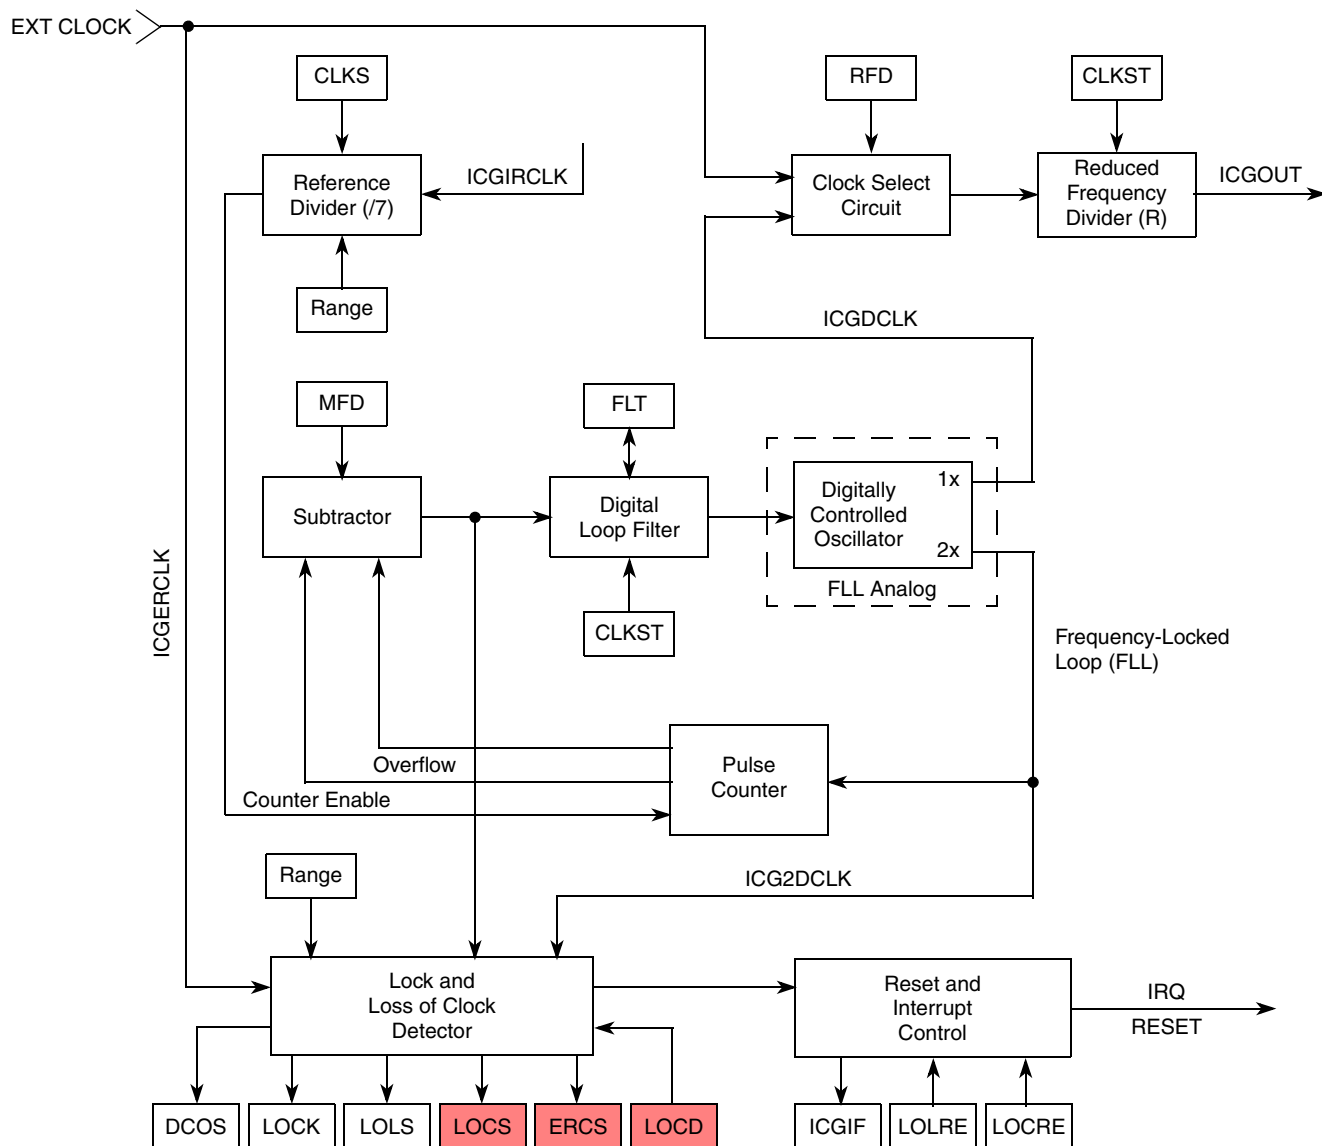 EXT CLOCK
CLKS
RFD
CLKST
Reference
Divider (/7)
ICGIRCLK
Clock Select
Circuit
Reduced
Frequency
Divider (R)
ICGOUT
Range
ICGDCLK
MFD
FLT
Subtractor
Digital
Loop Filter
Digitally
Controlled
Oscillator
1x
2x
FLL Analog
CLKST
ICGERCLK
Frequency-Locked
Loop (FLL)
Overflow
Counter Enable
Pulse
Counter
Range
ICG2DCLK
Lock and
Loss of Clock
Detector
Reset and
Interrupt
Control
IRQ
RESET
DCOS
LOCK
LOLS
LOCS
ERCS
LOCD
ICGIF
LOLRE
LOCRE